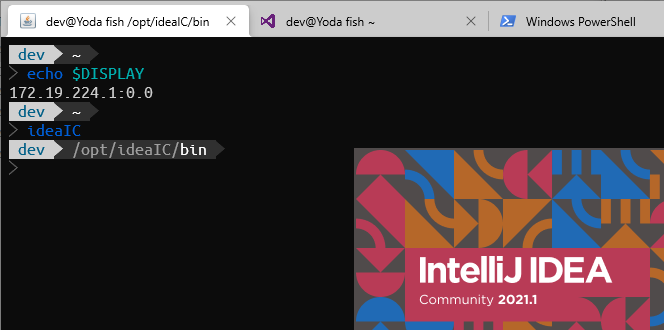 dev@Yoda fish /opt/ideaIC/bin
dev@Yoda fish ~
Windows PowerShell
dev ~
> echo $DISPLAY
172.19.224.1:0.0
dev ~
> ideaIC
dev /opt/ideaIC/bin
>
IntelliJ IDEA
Community 2021.1